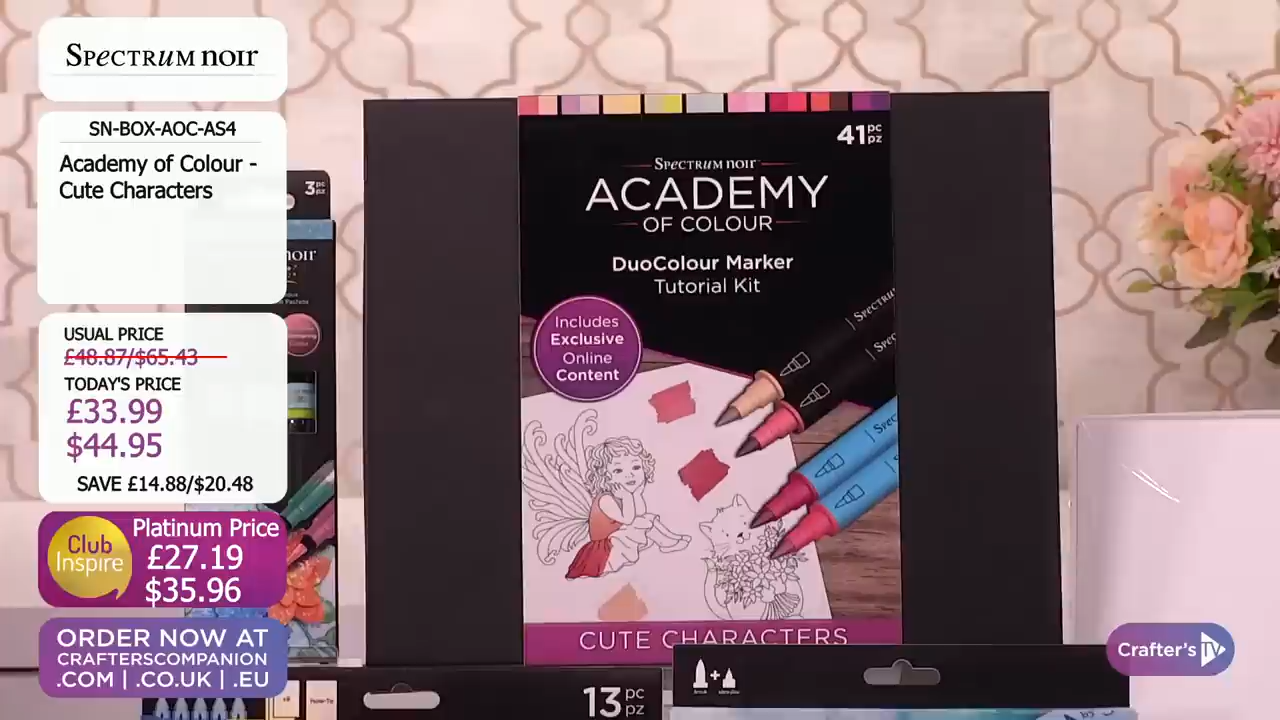 SPECTRUM NOIR
SN-BOX-AOC-AS4
Academy of Colour -
Cute Characters
USUAL PRICE
£48.87/$65.43
TODAY'S PRICE
£33.99
$44.95
SAVE £14.88/$20.48
Club
Inspire
Platinum Price
£27.19
$35.96
ORDER NOW AT
CRAFTERSCOMPANION
.COM | .CO.UK | .EU
3 pc
pz
NOIR
41 pc
pz
SPECTRUM NOIR
ACADEMY
OF COLOUR
DuoColour Marker
Tutorial Kit
Includes
Exclusive
Online
Content
CUTE CHARACTERS
13 pc
pz
Crafter's TV